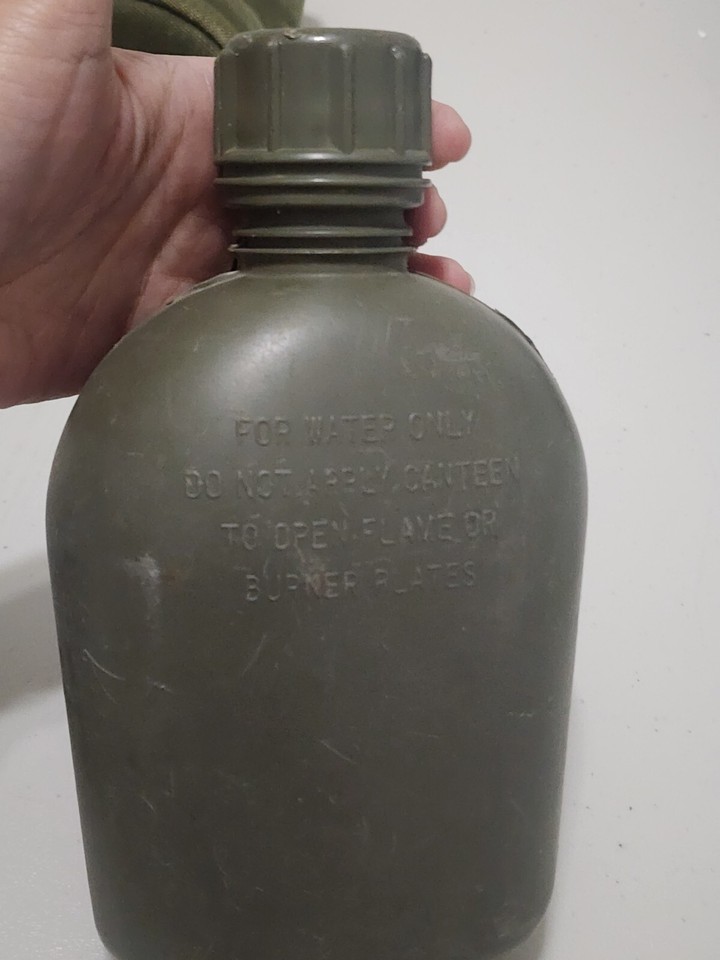 FOR WATER ONLY
DO NOT APPLY CANTEEN
TO OPEN FLAME OR
BURNER PLATES